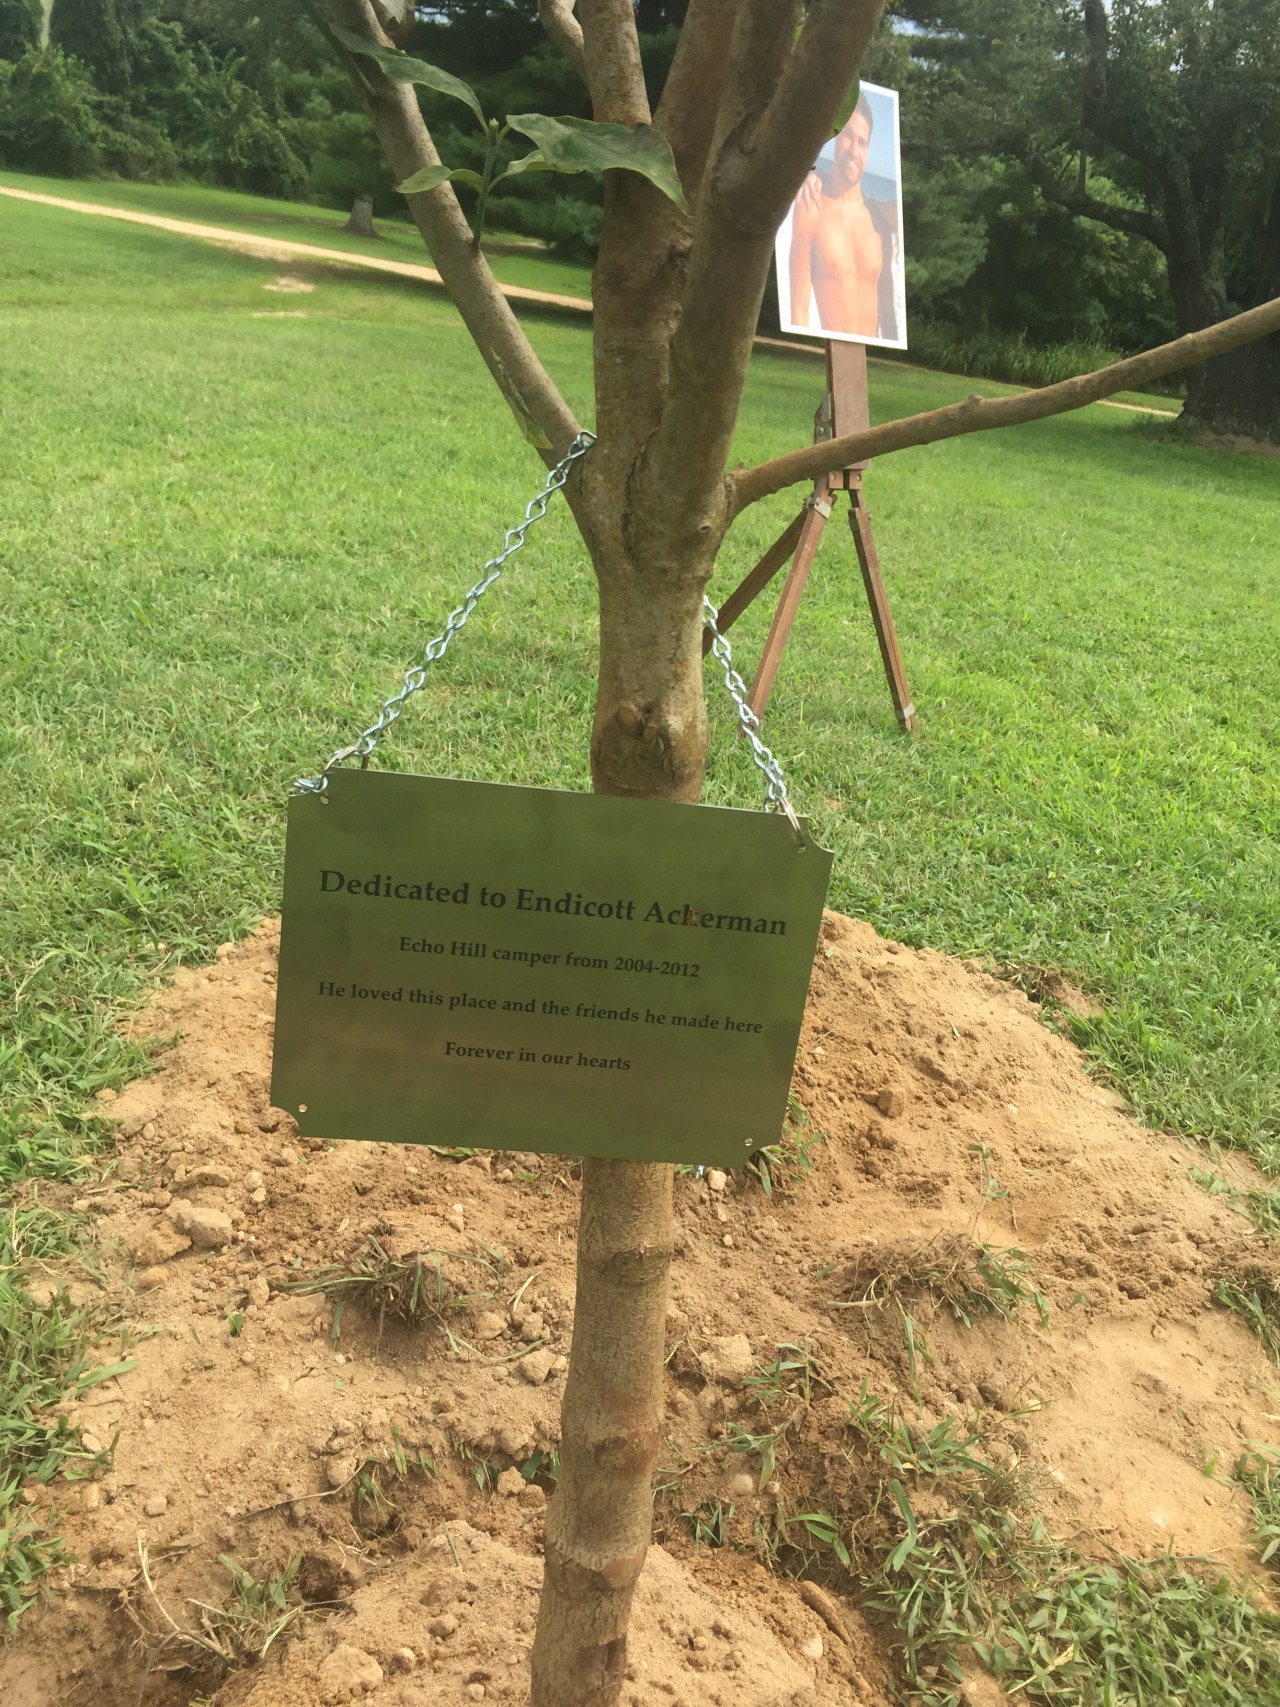 Dedicated to Endicott Ackerman
Echo Hill camper from 2004-2012
He loved this place and the friends he made here
Forever in our hearts